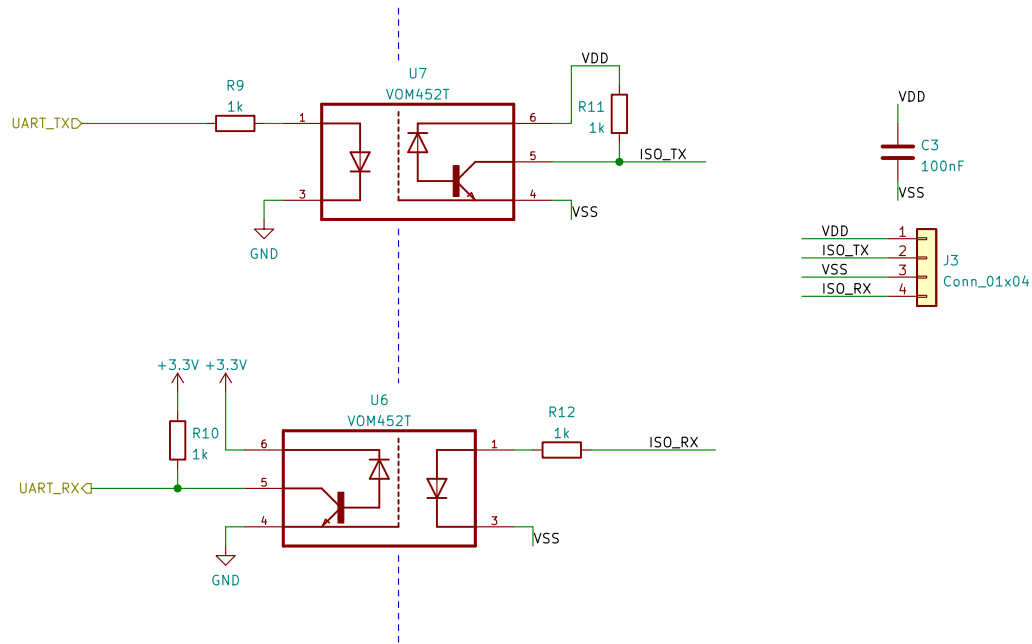 U7
VOM452T
R9
1k
UART_TX
1
3
GND
6
5
4
VDD
R11
1k
ISO_TX
VSS
VDD
C3
100nF
VSS
VDD
1
ISO_TX
2
VSS
3
ISO_RX
4
J3
Conn_01x04
+3.3V
+3.3V
R10
1k
UART_RX
6
5
4
GND
U6
VOM452T
1
3
R12
1k
ISO_RX
VSS